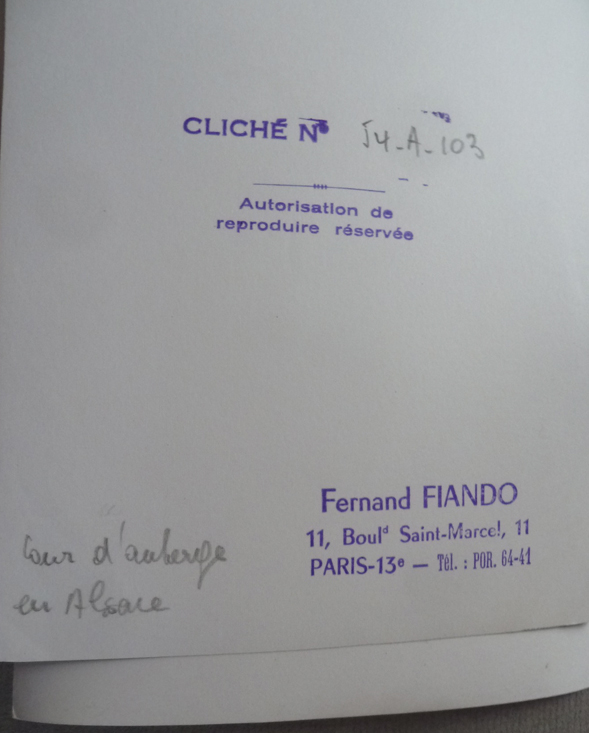 CLICHÉ Nº 54-A-103
Autorisation de
reproduire réservée
Fernand FIANDO
11, Boulᵈ Saint-Marcel, 11
PARIS-13ᵉ — Tél. : POR. 64-41
Cour d'auberge
en Alsace